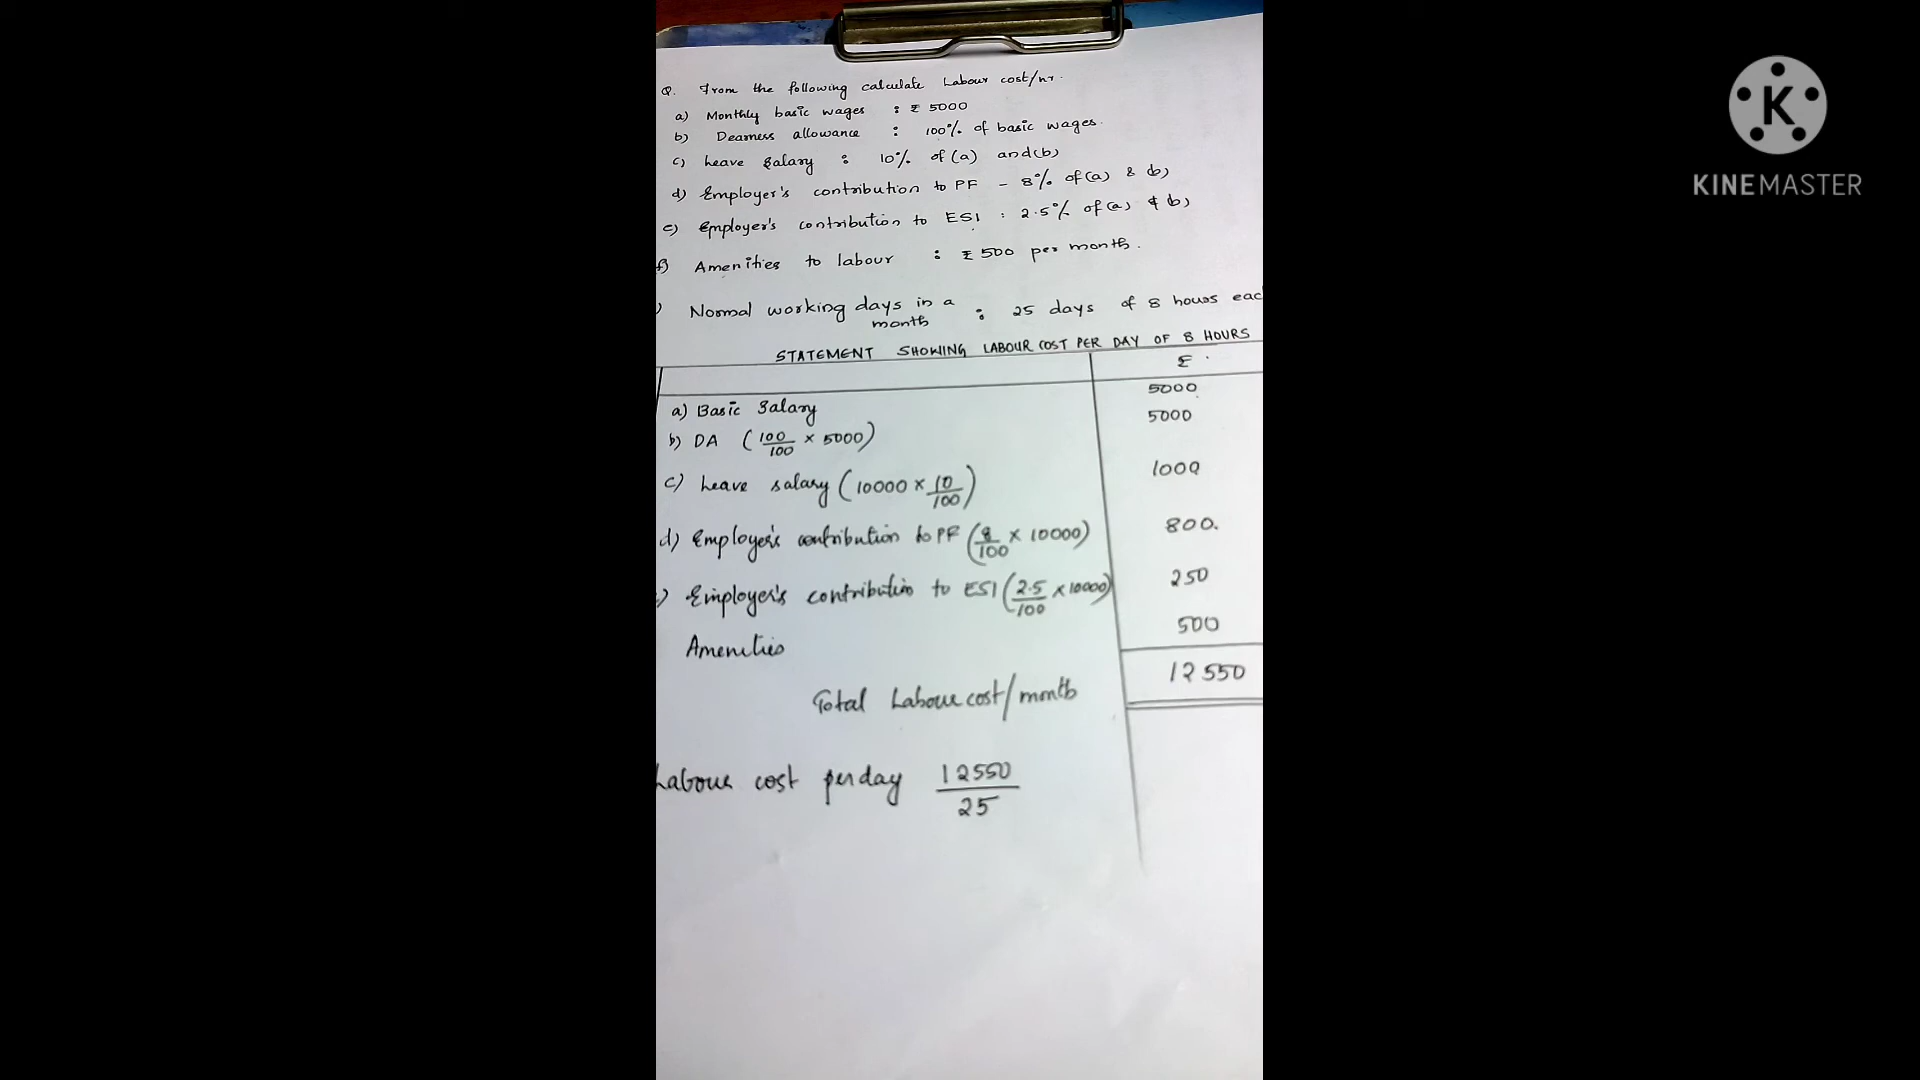 Q. From the following calculate Labour cost/hr.
a) Monthly basic wages : ₹ 5000
b) Dearness allowance : 100% of basic wages.
c) Leave Salary : 10% of (a) and (b)
d) Employer's contribution to PF - 8% of (a) & (b)
e) Employer's contribution to ESI : 2.5% of (a) & b)
f) Amenities to labour : ₹ 500 per month.
) Normal working days in a month : 25 days of 8 hours eac
STATEMENT SHOWING LABOUR COST PER DAY OF 8 HOURS
₹
a) Basic Salary 5000
b) DA (100/100 × 5000) 5000
c) Leave salary (10000 × 10/100) 1000
d) Employer's contribution to PF (8/100 × 10000) 800.
) Employer's contribution to ESI (2.5/100 × 10000) 250
Amenities 500
Total Labour cost/month 12550
Labour cost per day 12550/25
K
KINEMASTER